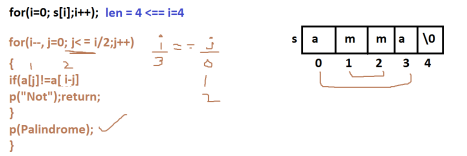 for(i=0; s[i];i++); len = 4 <== i=4
for(i--, j=0; j<= i/2;j++)
{ 1 2
if(a[j]!=a[ i-j]
p("Not");return;
}
p(Palindrome);
}
i == j
3 0
1
2
s a m m a \0
0 1 2 3 4